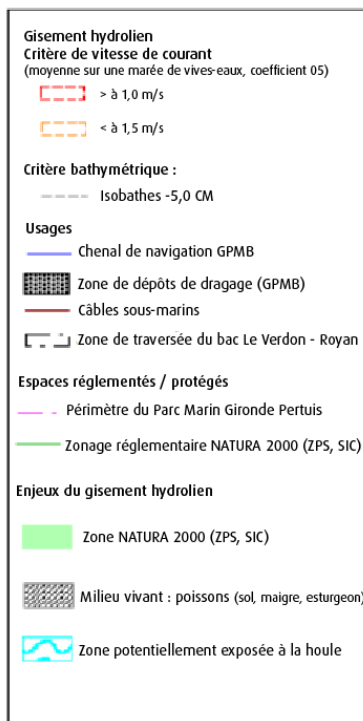 Gisement hydrolien
Critère de vitesse de courant
(moyenne sur une marée de vives-eaux, coefficient 05)
> à 1,0 m/s
< à 1,5 m/s
Critère bathymétrique :
Isobathes -5,0 CM
Usages
Chenal de navigation GPMB
Zone de dépôts de dragage (GPMB)
Câbles sous-marins
Zone de traversée du bac Le Verdon - Royan
Espaces réglementés / protégés
Périmètre du Parc Marin Gironde Pertuis
Zonage réglementaire NATURA 2000 (ZPS, SIC)
Enjeux du gisement hydrolien
Zone NATURA 2000 (ZPS, SIC)
Milieu vivant : poissons (sol, maigre, esturgeon)
Zone potentiellement exposée à la houle